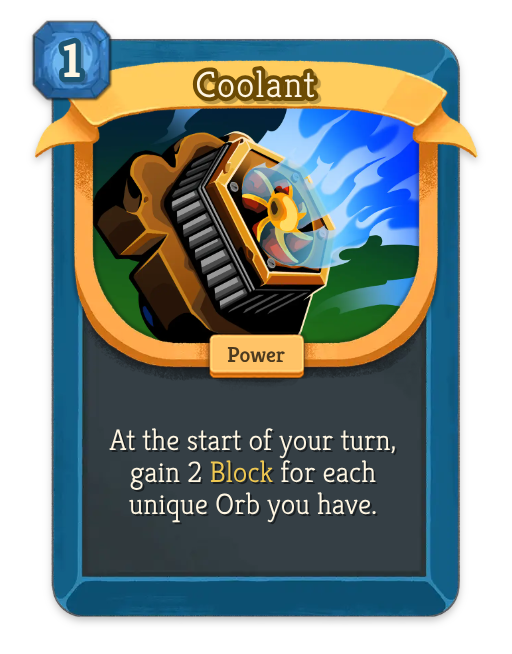 1
Coolant
Power
At the start of your turn,
gain 2 Block for each
unique Orb you have.